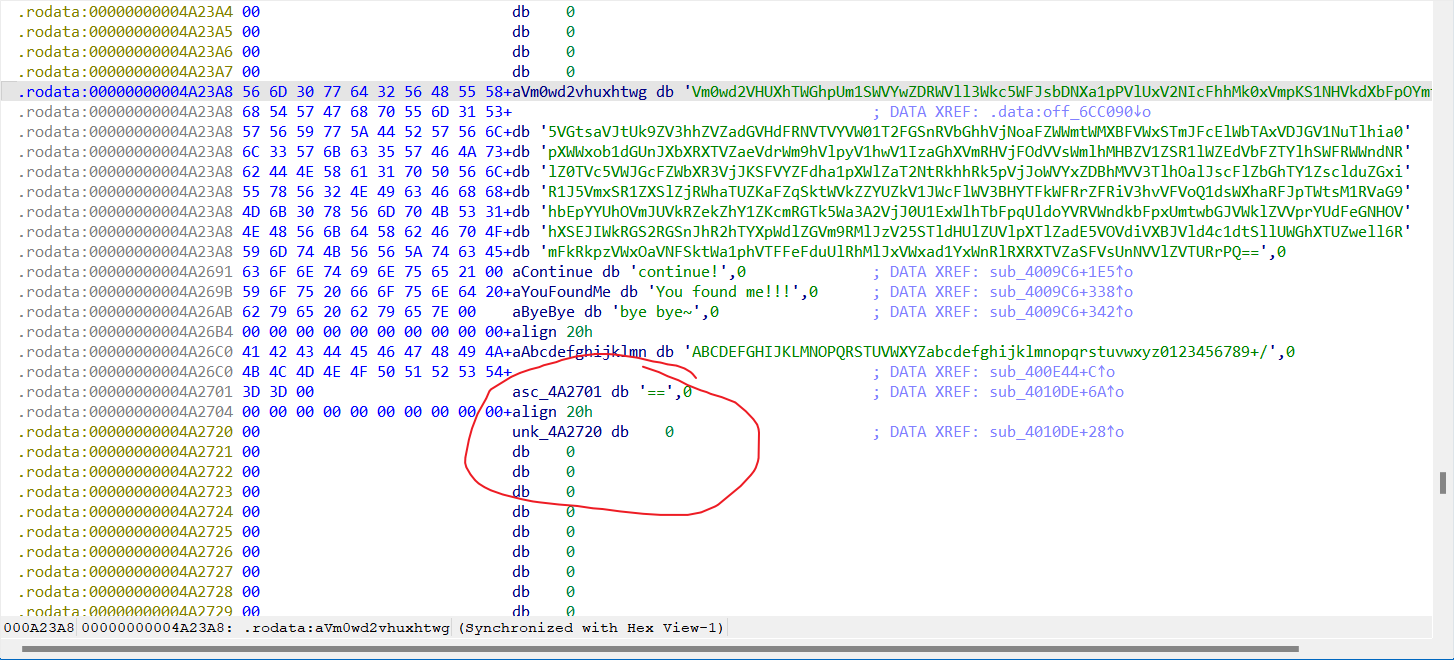 .rodata:00000000004A23A4 00 db 0
.rodata:00000000004A23A5 00 db 0
.rodata:00000000004A23A6 00 db 0
.rodata:00000000004A23A7 00 db 0
.rodata:00000000004A23A8 56 6D 30 77 64 32 56 48 55 58+aVm0wd2vhuxhtwg db 'Vm0wd2VHUXhTWGhpUm1SWVYwZDRWVll3Wkc5WFJsbDNXa1pPVlUxV2NIcFhhMk0xVmpKS1NHVkdXbFpOYm
.rodata:00000000004A23A8 68 54 57 47 68 70 55 6D 31 53+ ; DATA XREF: .data:off_6CC090↓o
.rodata:00000000004A23A8 57 56 59 77 5A 44 52 57 56 6C+db '5VGtsaVJtUk9ZV3hhZVZadGVHdFRNVTVYVW01T2FGSnRVbGhhVjNoaFZWWmtWMXBFVWxSTmJFcElWbTAxVDJGV1NuTlhia0'
.rodata:00000000004A23A8 6C 33 57 6B 63 35 57 46 4A 73+db 'pXWWxob1dGUnJXbXRXTVZaeVdrWm9hVlpyV1hwV1IzaGhXVmRHVjFOdVVsWmlhMHBZV1ZSR1lWZEdVbFZTYlhSWFRWWndNR'
.rodata:00000000004A23A8 62 44 4E 58 61 31 70 50 56 6C+db 'lZ0TVc5VWJGcFZWbXR3VjJKSFVYZFdha1pXWlZaT2NtRkhhRk5pVjJoWVYxZDBhMVV3TlhOalJscFlZbGhTY1ZsclduZGxi'
.rodata:00000000004A23A8 55 78 56 32 4E 49 63 46 68 68+db 'R1J5VmxSR1ZXSlZjRWhaTUZKaFZqSktWVkZZYUZkV1JWcFlWV3BHYTFkWFRrZFRiV3hvVFVoQ1dsWXhaRFJpTWtsM1RVaG9'
.rodata:00000000004A23A8 4D 6B 30 78 56 6D 70 4B 53 31+db 'hbEpYYUhOVmJUVkRZekZhY1ZKcmRGTk5Wa3A2VjJ0U1ExWlhTbFpqUldoYVRVWndkbFpxUmtwbGJVWklZVVprYUdFeGNHOV'
.rodata:00000000004A23A8 4E 48 56 6B 64 58 62 46 70 4F+db 'hXSEJIWkRGS2RGSnJhR2hTYXpWdlZGVm9RMlJzV25STldHUlZUVlpXTlZadE5VOVdiVXBJVld4c1dtSllUWGhXTUZwell6R'
.rodata:00000000004A23A8 59 6D 74 4B 56 56 5A 74 63 45+db 'mFkRkpzVWxOaVNFSktWa1phVTFFeFduUlRhMlJxVWxad1YxWnRlRXRXTVZaSFVsUnNVVlZVTURrPQ==',0
.rodata:00000000004A2691 63 6F 6E 74 69 6E 75 65 21 00 aContinue db 'continue!',0 ; DATA XREF: sub_4009C6+1E5↑o
.rodata:00000000004A269B 59 6F 75 20 66 6F 75 6E 64 20+aYouFoundMe db 'You found me!!!',0 ; DATA XREF: sub_4009C6+338↑o
.rodata:00000000004A26AB 62 79 65 20 62 79 65 7E 00 aByeBye db 'bye bye~',0 ; DATA XREF: sub_4009C6+342↑o
.rodata:00000000004A26B4 00 00 00 00 00 00 00 00 00 00+align 20h
.rodata:00000000004A26C0 41 42 43 44 45 46 47 48 49 4A+aAbcdefghijklmn db 'ABCDEFGHIJKLMNOPQRSTUVWXYZabcdefghijklmnopqrstuvwxyz0123456789+/',0
.rodata:00000000004A26C0 4B 4C 4D 4E 4F 50 51 52 53 54+ ; DATA XREF: sub_400E44+C↑o
.rodata:00000000004A2701 3D 3D 00 asc_4A2701 db '==',0 ; DATA XREF: sub_4010DE+6A↑o
.rodata:00000000004A2704 00 00 00 00 00 00 00 00 00 00+align 20h
.rodata:00000000004A2720 00 unk_4A2720 db 0 ; DATA XREF: sub_4010DE+28↑o
.rodata:00000000004A2721 00 db 0
.rodata:00000000004A2722 00 db 0
.rodata:00000000004A2723 00 db 0
.rodata:00000000004A2724 00 db 0
.rodata:00000000004A2725 00 db 0
.rodata:00000000004A2726 00 db 0
.rodata:00000000004A2727 00 db 0
.rodata:00000000004A2728 00 db 0
.rodata:00000000004A2729 00 db 0
000A23A8 00000000004A23A8: .rodata:aVm0wd2vhuxhtwg (Synchronized with Hex View-1)